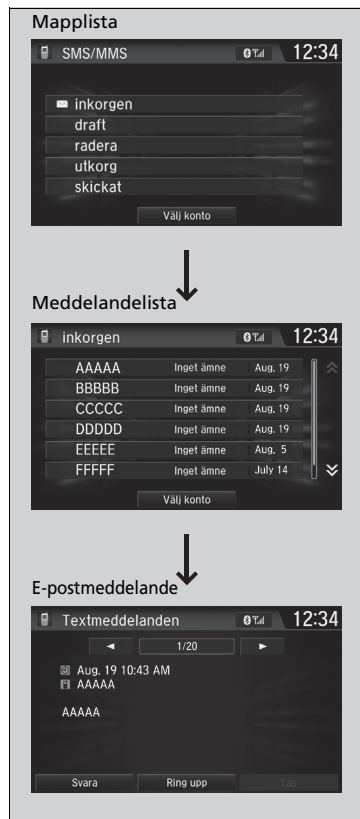 Mapplista
SMS/MMS 12:34
inkorgen
draft
radera
utkorg
skickat
Välj konto
Meddelandelista
inkorgen 12:34
AAAAA Inget ämne Aug. 19
BBBBB Inget ämne Aug. 19
CCCCC Inget ämne Aug. 19
DDDDD Inget ämne Aug. 19
EEEEE Inget ämne Aug. 5
FFFFF Inget ämne July 14
Välj konto
E-postmeddelande
Textmeddelanden 12:34
1/20
Aug. 19 10:43 AM
AAAAA
AAAAA
Svara Ring upp Läs